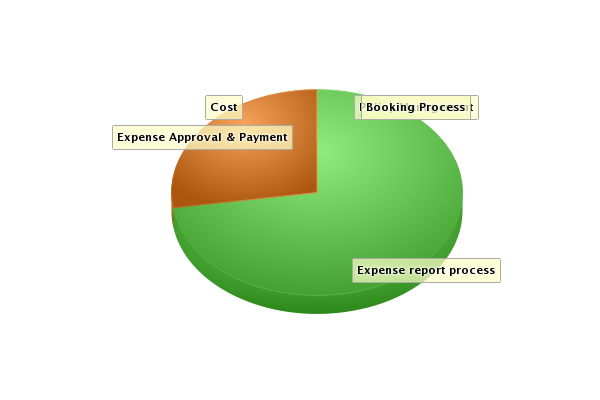 Cost
Booking Process
Expense Approval & Payment
Expense report process